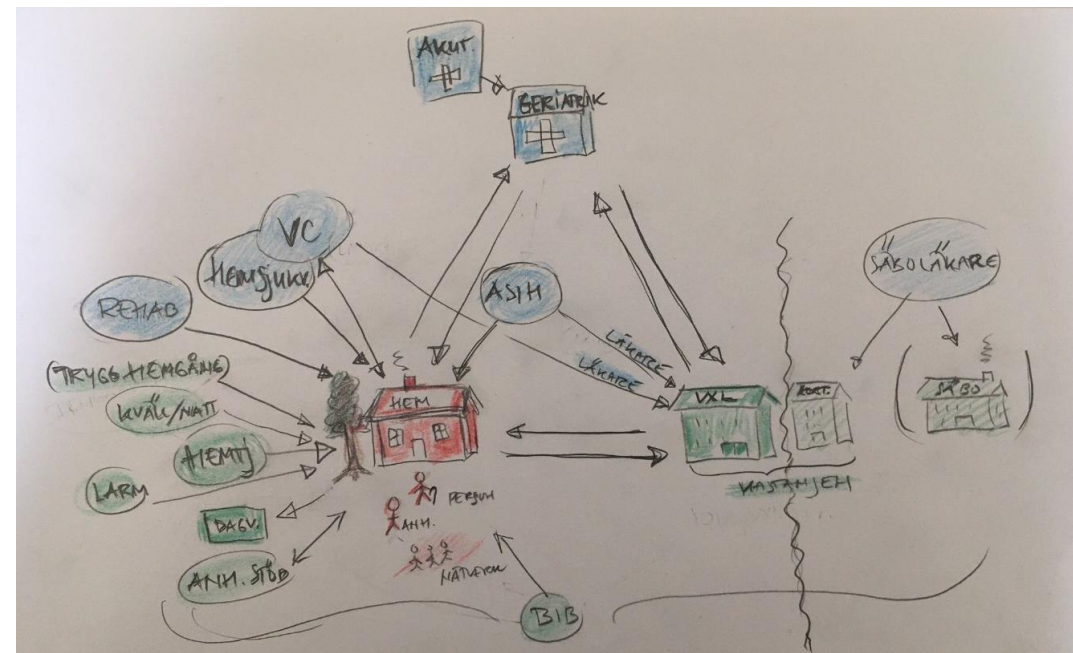 Akut.
GERIATRIK
VC
HEMSJUKV
REHAB
ASIH
LÄKARE
LÄKARE
SÄBOLÄKARE
(TRYGG HEMGÅNG)
KVÄLL/NATT
HEMTJ
LARM
DAGV.
ANH. STÖD
HEM
PERSON
ANH.
NÄTVERK
BIB
VXL
KORT.
SÄBO